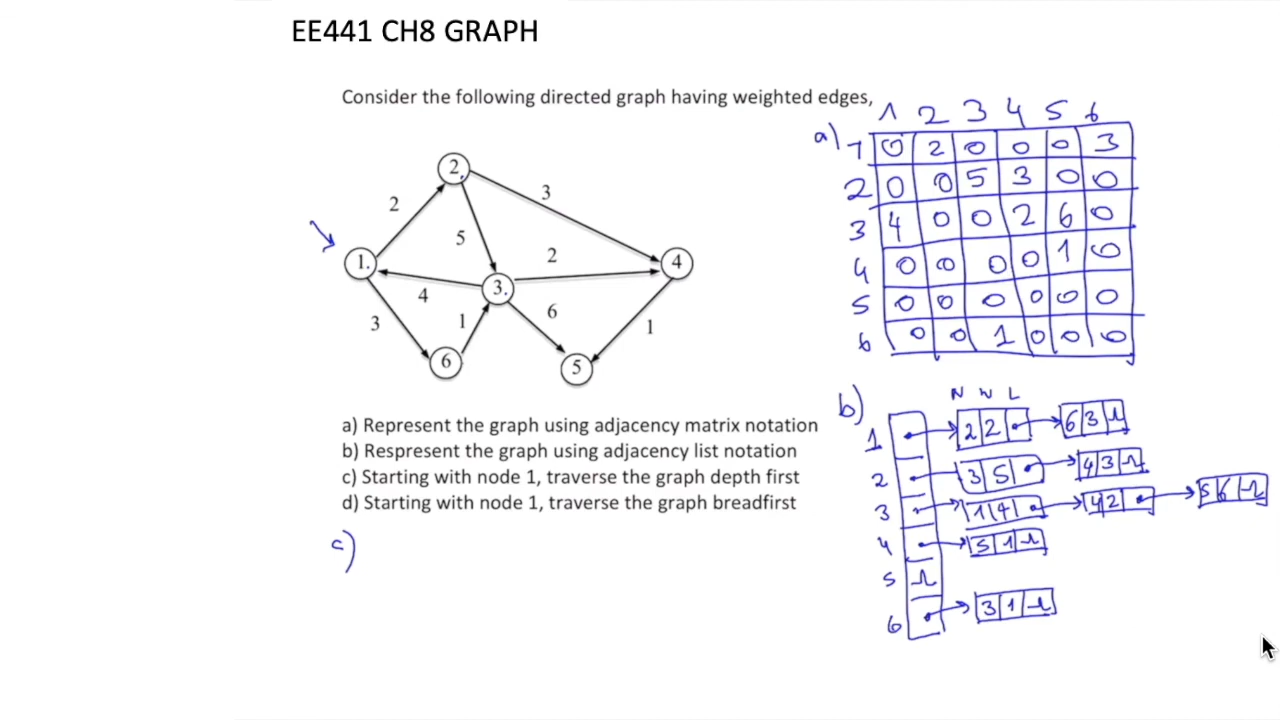 EE441 CH8 GRAPH
Consider the following directed graph having weighted edges,
2
3
2
5
2
1
4
3
4
3
1
6
1
6
5
a) Represent the graph using adjacency matrix notation
b) Respresent the graph using adjacency list notation
c) Starting with node 1, traverse the graph depth first
d) Starting with node 1, traverse the graph breadfirst
c)
a)
1 2 3 4 5 6
1 0 2 0 0 0 3
2 0 0 5 3 0 0
3 4 0 0 2 6 0
4 0 0 0 0 1 0
5 0 0 0 0 0 0
6 0 0 1 0 0 0
b)
N W L
1 2 2 6 3
2 3 5 4 3
3 1 4 4 2 5 6
4 5 1
5
6 3 1